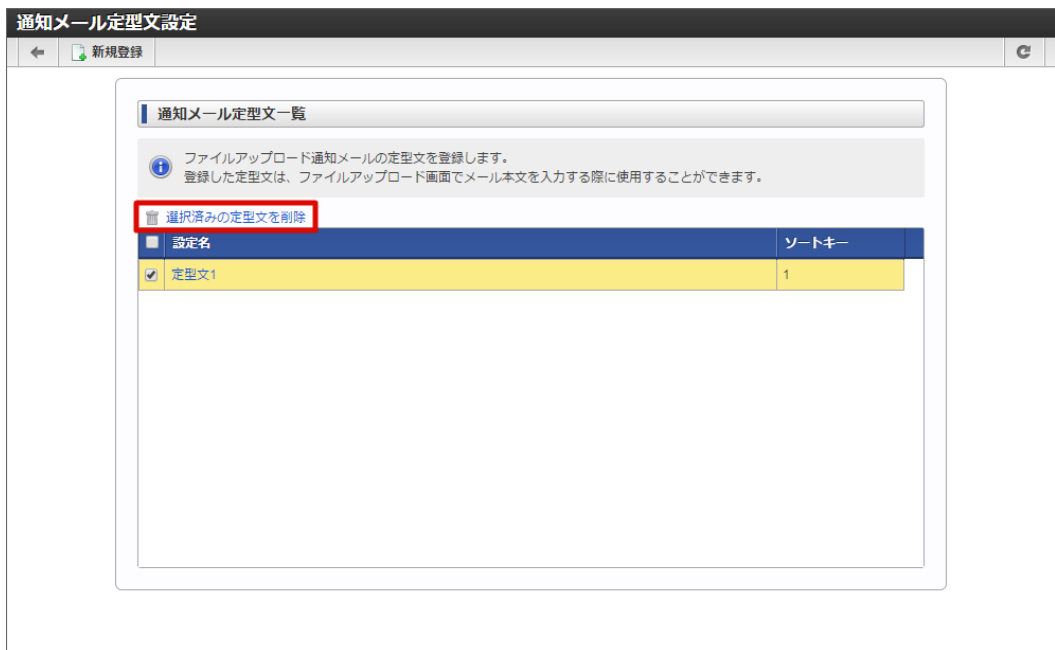 通知メール定型文設定
新規登録
通知メール定型文一覧
ファイルアップロード通知メールの定型文を登録します。
登録した定型文は、ファイルアップロード画面でメール本文を入力する際に使用することができます。
選択済みの定型文を削除
設定名 ソートキー
定型文1 1